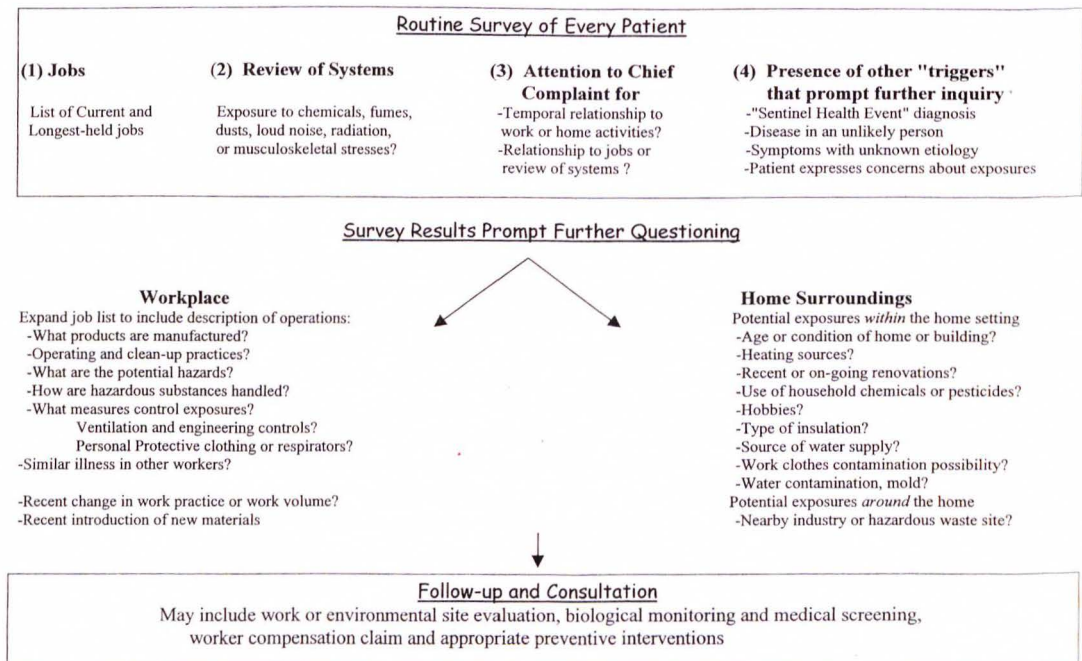 Routine Survey of Every Patient
(1) Jobs
List of Current and
Longest-held jobs
(2) Review of Systems
Exposure to chemicals, fumes,
dusts, loud noise, radiation,
or musculoskeletal stresses?
(3) Attention to Chief
Complaint for
-Temporal relationship to
work or home activities?
-Relationship to jobs or
review of systems ?
(4) Presence of other "triggers"
that prompt further inquiry
-"Sentinel Health Event" diagnosis
-Disease in an unlikely person
-Symptoms with unknown etiology
-Patient expresses concerns about exposures
Survey Results Prompt Further Questioning
Workplace
Expand job list to include description of operations:
-What products are manufactured?
-Operating and clean-up practices?
-What are the potential hazards?
-How are hazardous substances handled?
-What measures control exposures?
Ventilation and engineering controls?
Personal Protective clothing or respirators?
-Similar illness in other workers?
-Recent change in work practice or work volume?
-Recent introduction of new materials
Home Surroundings
Potential exposures within the home setting
-Age or condition of home or building?
-Heating sources?
-Recent or on-going renovations?
-Use of household chemicals or pesticides?
-Hobbies?
-Type of insulation?
-Source of water supply?
-Work clothes contamination possibility?
-Water contamination, mold?
Potential exposures around the home
-Nearby industry or hazardous waste site?
Follow-up and Consultation
May include work or environmental site evaluation, biological monitoring and medical screening,
worker compensation claim and appropriate preventive interventions